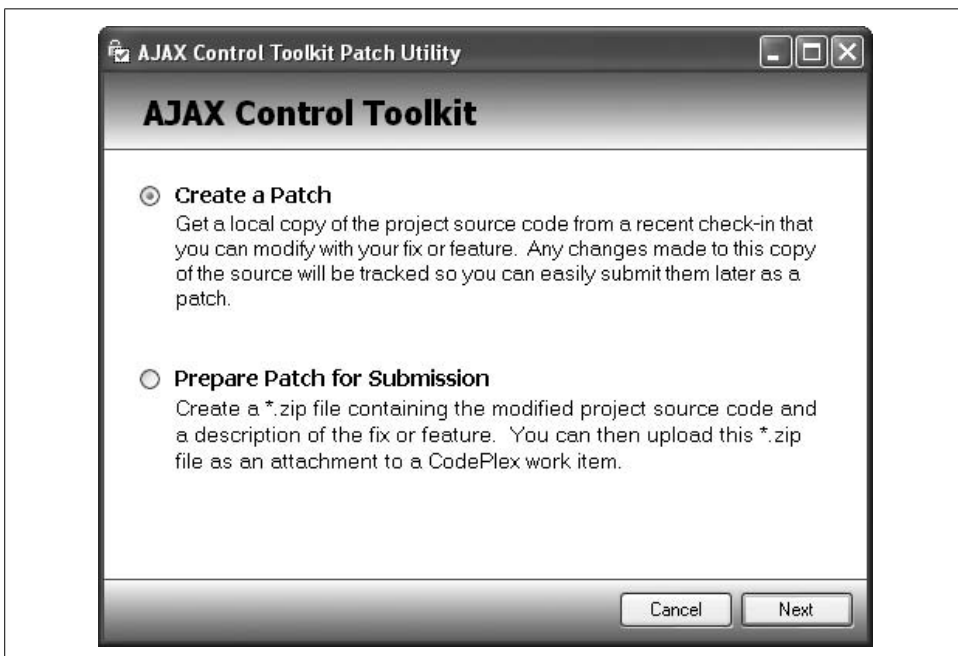 AJAX Control Toolkit Patch Utility
AJAX Control Toolkit
Create a Patch
Get a local copy of the project source code from a recent check-in that
you can modify with your fix or feature. Any changes made to this copy
of the source will be tracked so you can easily submit them later as a
patch.
Prepare Patch for Submission
Create a *.zip file containing the modified project source code and
a description of the fix or feature. You can then upload this *.zip
file as an attachment to a CodePlex work item.
Cancel
Next